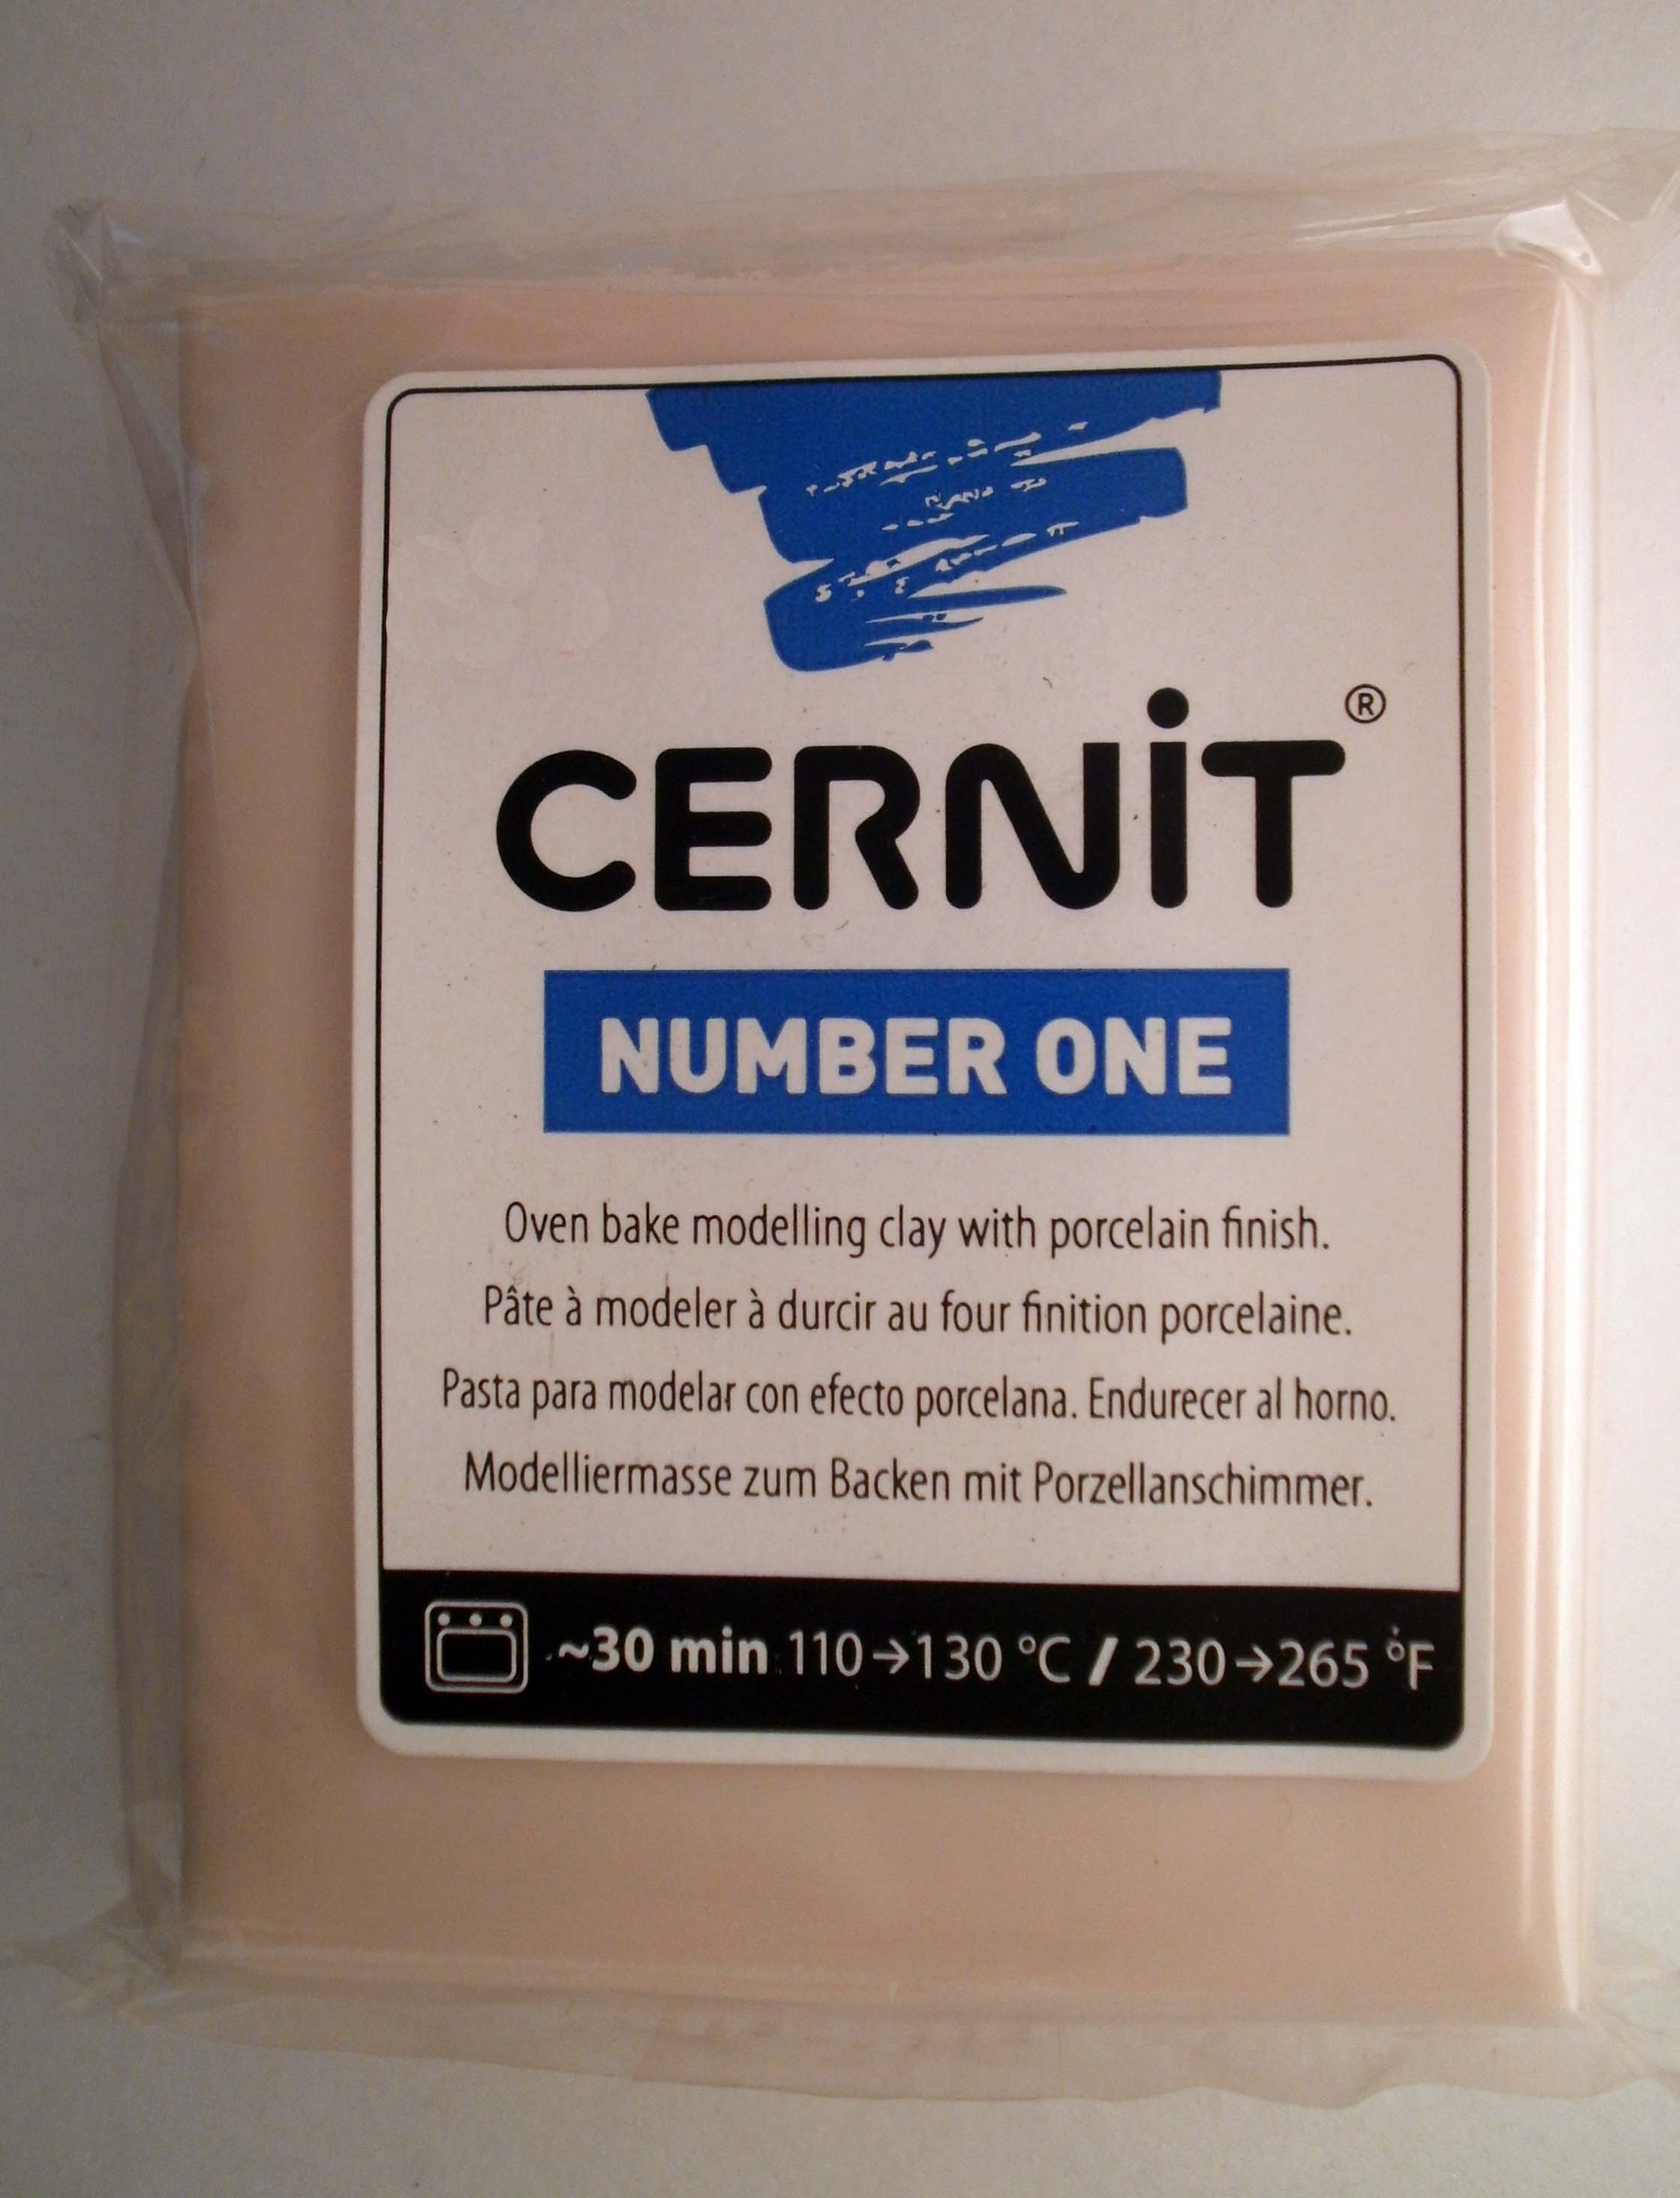 CERNiT®
NUMBER ONE
Oven bake modelling clay with porcelain finish.
Pâte à modeler à durcir au four finition porcelaine.
Pasta para modelar con efecto porcelana. Endurecer al horno.
Modelliermasse zum Backen mit Porzellanschimmer.
~30 min 110→130 °C / 230→265 °F